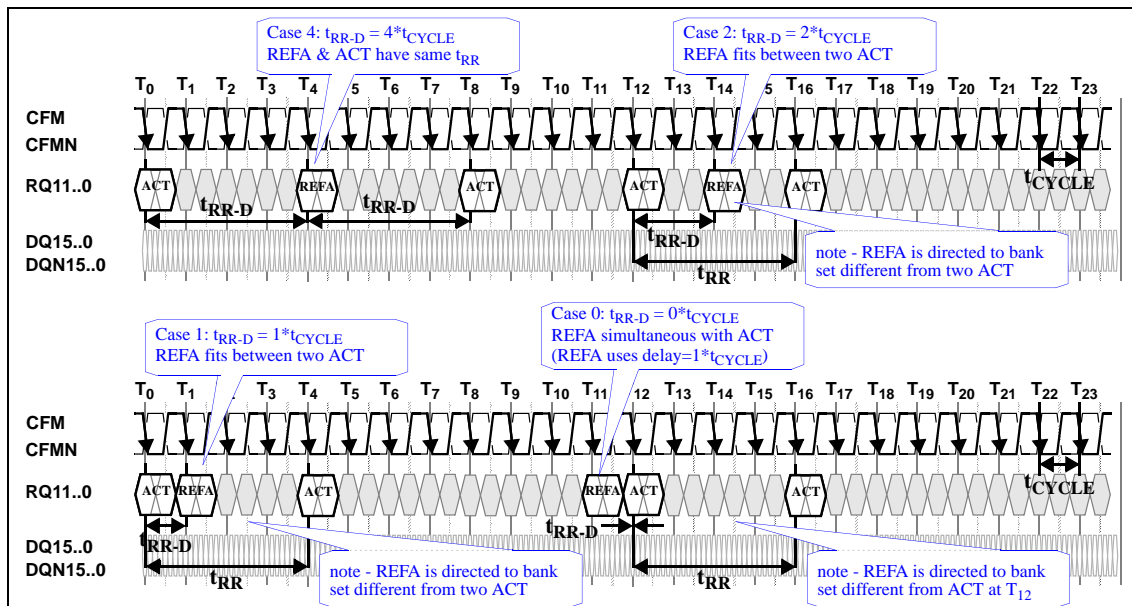 Case 4: tRR-D = 4*tCYCLE
REFA & ACT have same tRR
Case 2: tRR-D = 2*tCYCLE
REFA fits between two ACT
T0 T1 T2 T3 T4 5 T6 T7 T8 T9 T10 T11 T12 T13 T14 5 T16 T17 T18 T19 T20 T21 T22 T23
CFM
CFMN
RQ11..0 ACT REFA ACT ACT REFA ACT tCYCLE
tRR-D tRR-D tRR-D
DQ15..0
DQN15..0
tRR
note - REFA is directed to bank
set different from two ACT
Case 1: tRR-D = 1*tCYCLE
REFA fits between two ACT
Case 0: tRR-D = 0*tCYCLE
REFA simultaneous with ACT
(REFA uses delay=1*tCYCLE)
T0 T1 2 T3 T4 T5 T6 T7 T8 T9 T10 T11 12 T13 T14 T15 T16 T17 T18 T19 T20 T21 T22 T23
CFM
CFMN
RQ11..0 ACT REFA ACT REFA ACT ACT tCYCLE
tRR-D tRR-D
DQ15..0
DQN15..0
tRR tRR
note - REFA is directed to bank
set different from two ACT
note - REFA is directed to bank
set different from ACT at T12